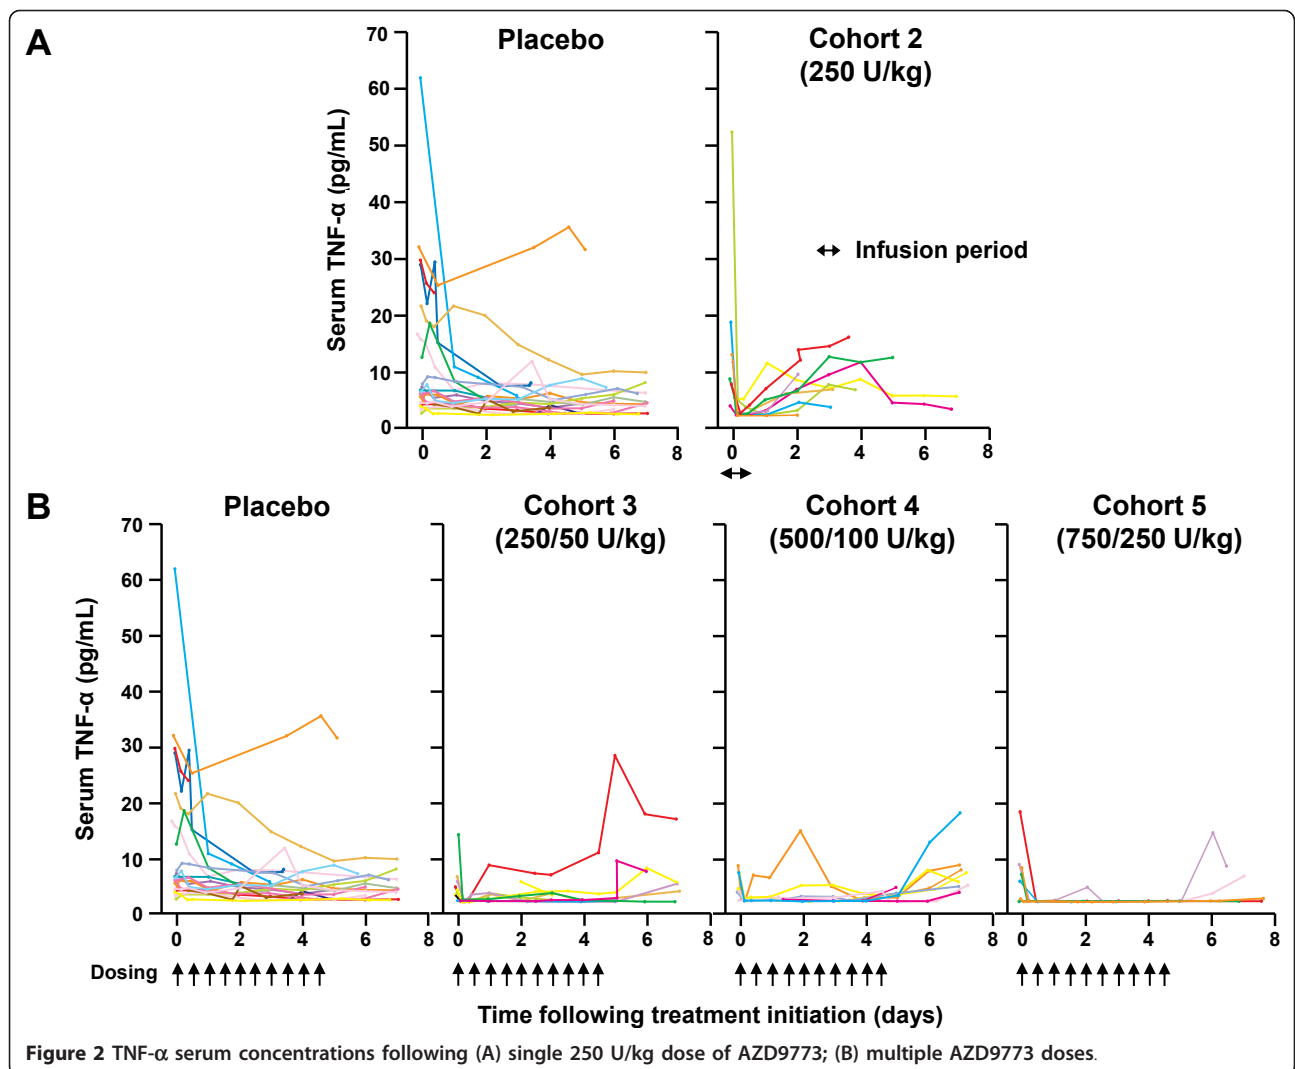 A
Placebo
Cohort 2
(250 U/kg)
Serum TNF-α (pg/mL)
70
60
50
40
30
20
10
0
0 2 4 6 8
0 2 4 6 8
Infusion period
B
Placebo
Cohort 3
(250/50 U/kg)
Cohort 4
(500/100 U/kg)
Cohort 5
(750/250 U/kg)
Serum TNF-α (pg/mL)
70
60
50
40
30
20
10
0
0 2 4 6 8
0 2 4 6 8
0 2 4 6 8
0 2 4 6 8
Dosing
Time following treatment initiation (days)
Figure 2 TNF-α serum concentrations following (A) single 250 U/kg dose of AZD9773; (B) multiple AZD9773 doses.